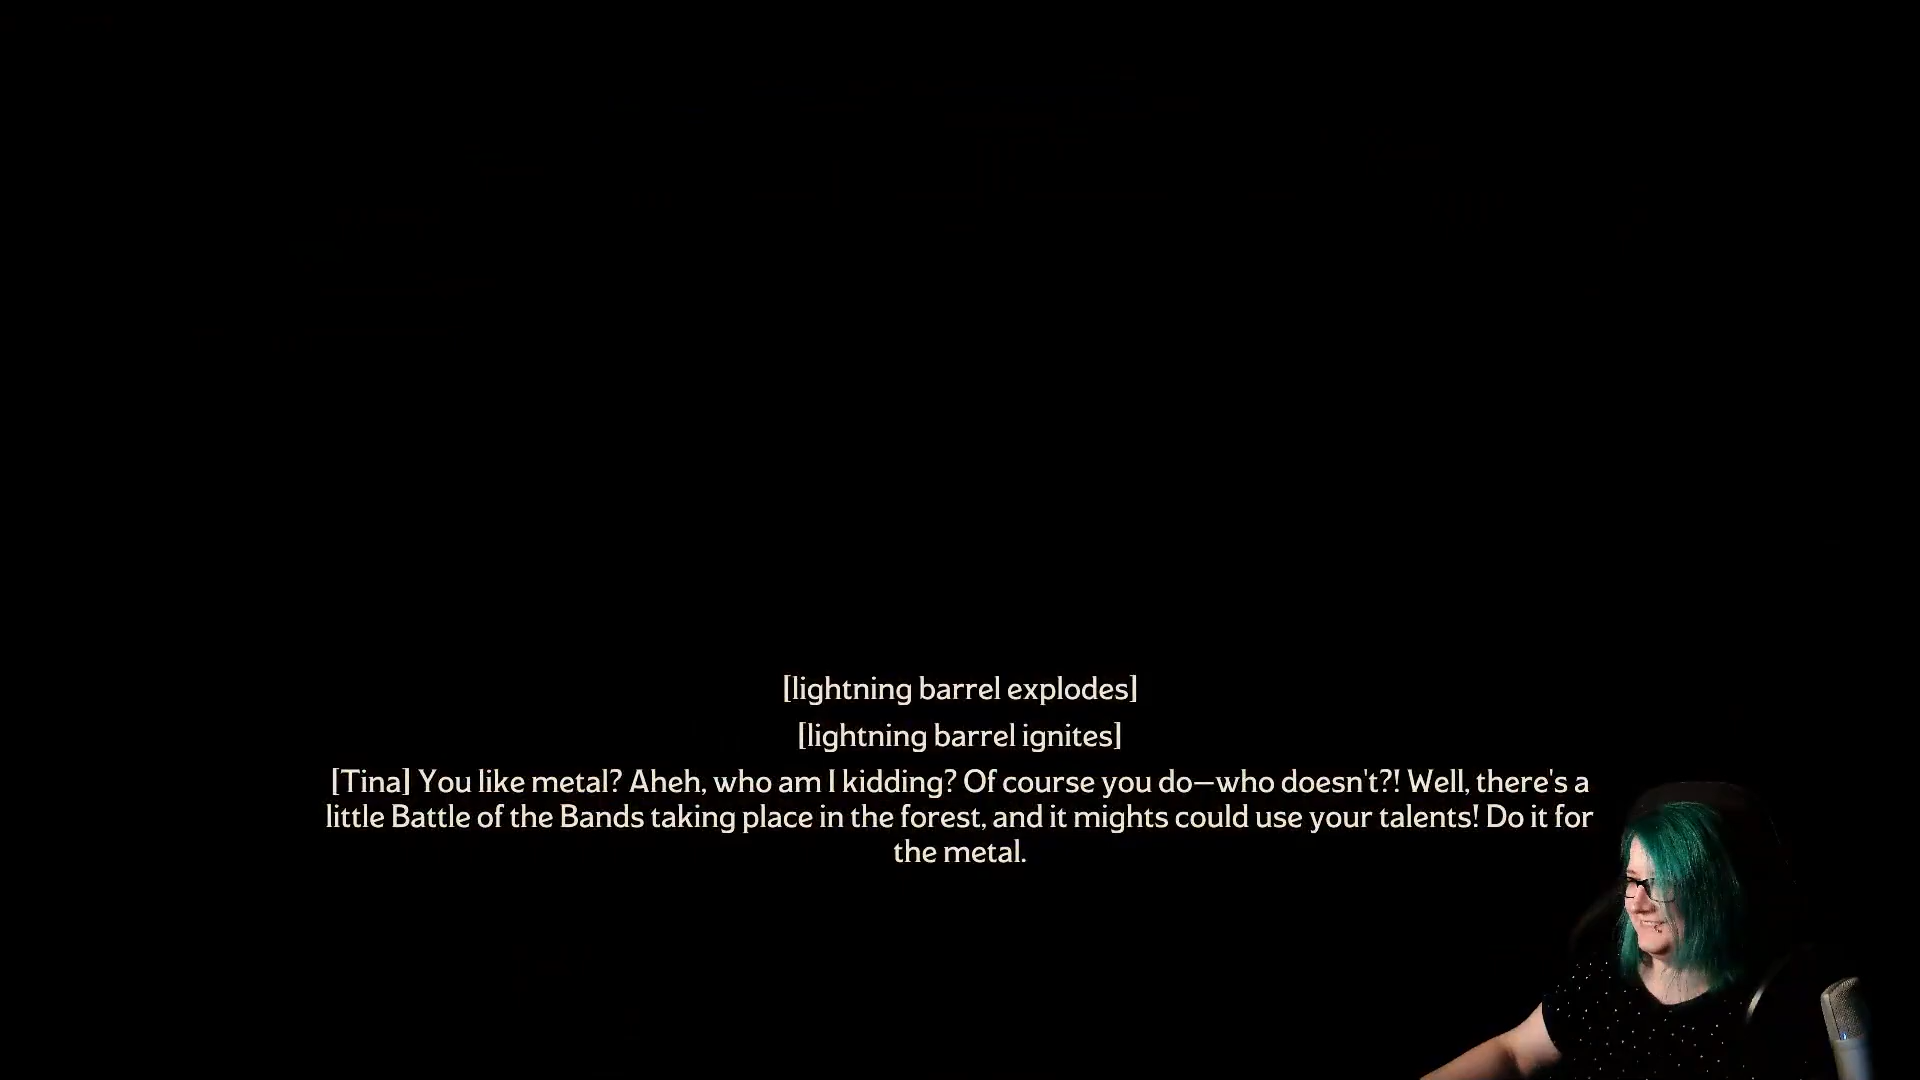 [lightning barrel explodes]
[lightning barrel ignites]
[Tina] You like metal? Aheh, who am I kidding? Of course you do—who doesn't?! Well, there's a
little Battle of the Bands taking place in the forest, and it mights could use your talents! Do it for
the metal.